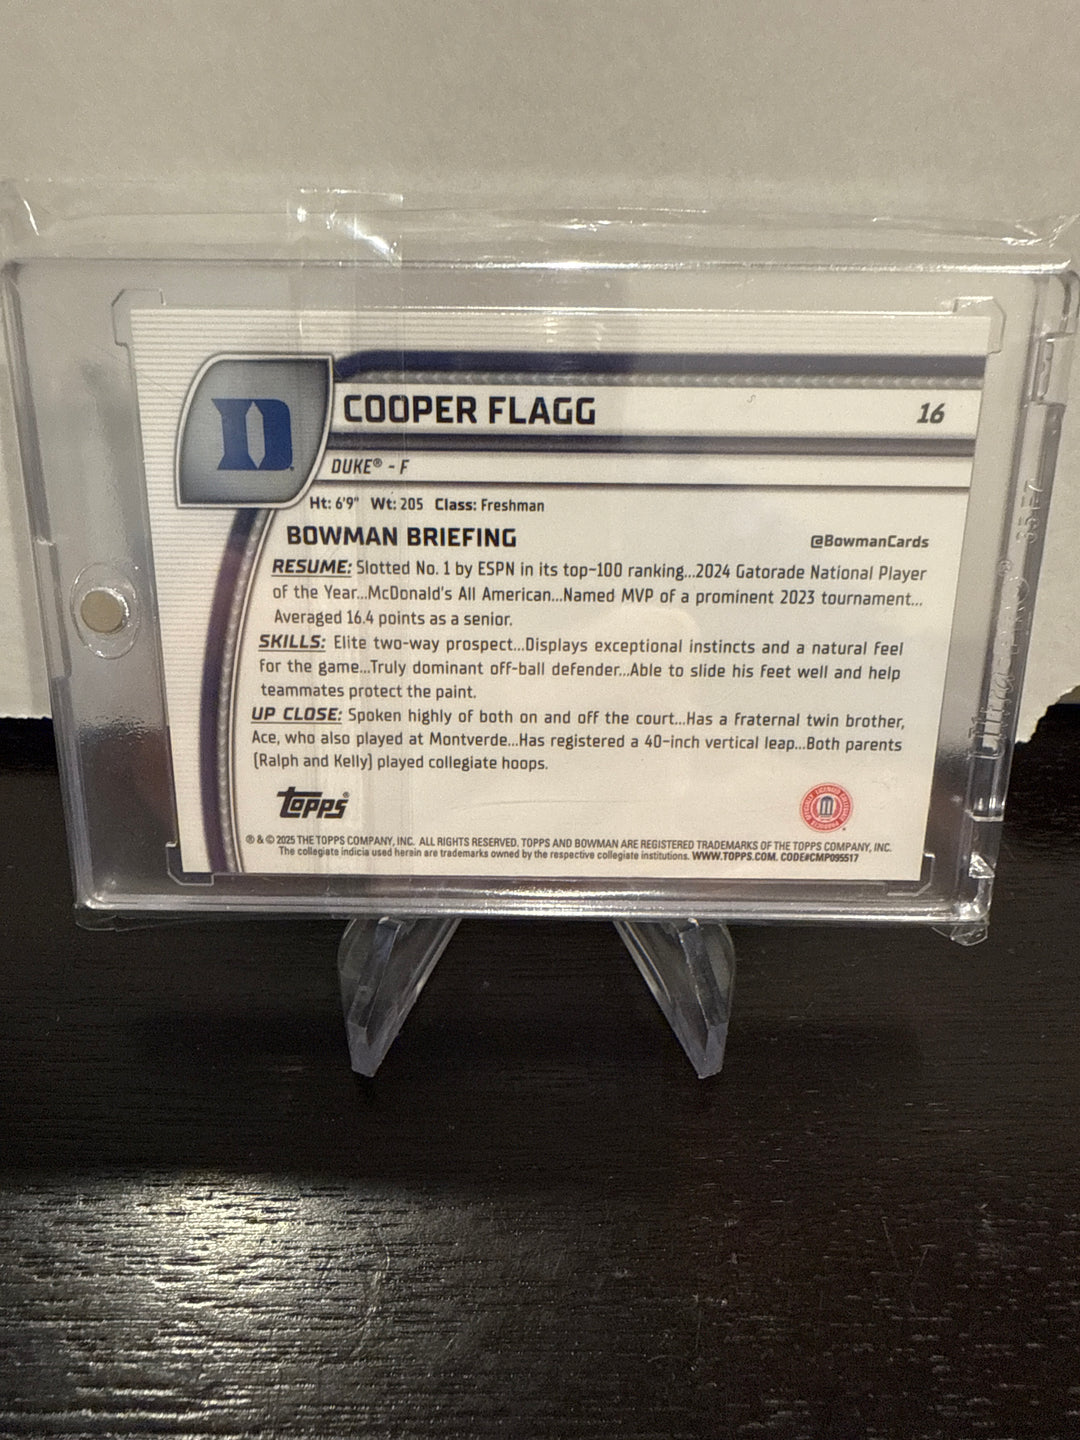 COOPER FLAGG
16
D
DUKE® - F
Ht: 6'9" Wt: 205 Class: Freshman
BOWMAN BRIEFING
@BowmanCards
RESUME: Slotted No. 1 by ESPN in its top-100 ranking...2024 Gatorade National Player
of the Year...McDonald's All American...Named MVP of a prominent 2023 tournament...
Averaged 16.4 points as a senior.
SKILLS: Elite two-way prospect...Displays exceptional instincts and a natural feel
for the game...Truly dominant off-ball defender...Able to slide his feet well and help
teammates protect the paint.
UP CLOSE: Spoken highly of both on and off the court...Has a fraternal twin brother,
Ace, who also played at Montverde...Has registered a 40-inch vertical leap...Both parents
(Ralph and Kelly) played collegiate hoops.
topps®
® & © 2025 THE TOPPS COMPANY, INC. ALL RIGHTS RESERVED. TOPPS AND BOWMAN ARE REGISTERED TRADEMARKS OF THE TOPPS COMPANY, INC.
The collegiate indicia used herein are trademarks owned by the respective collegiate institutions. WWW.TOPPS.COM. CODE#CMP095517